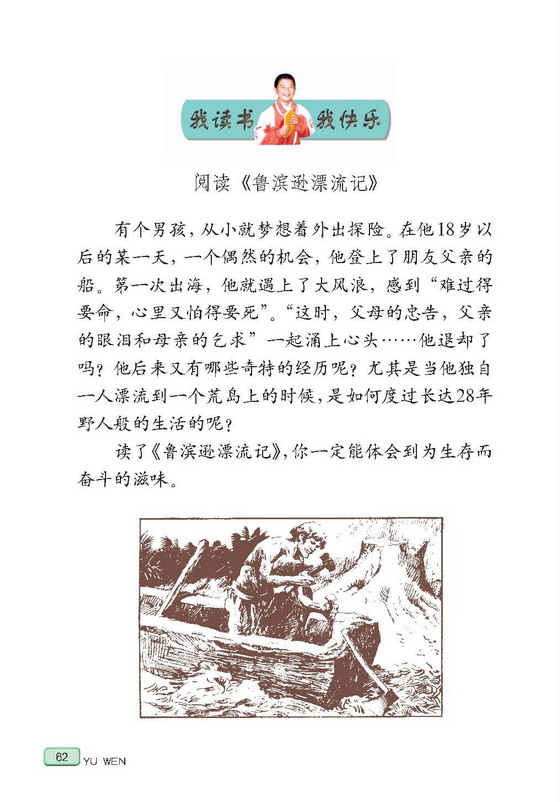 我读书 我快乐
阅读《鲁滨逊漂流记》
有个男孩，从小就梦想着外出探险。在他18岁以
后的某一天，一个偶然的机会，他登上了朋友父亲的
船。第一次出海，他就遇上了大风浪，感到“难过得
要命，心里又怕得要死”。“这时，父母的忠告，父亲
的眼泪和母亲的乞求”一起涌上心头……他退却了
吗？他后来又有哪些奇特的经历呢？尤其是当他独自
一人漂流到一个荒岛上的时候，是如何度过长达28年
野人般的生活的呢？
读了《鲁滨逊漂流记》，你一定能体会到为生存而
奋斗的滋味。
62 YU WEN